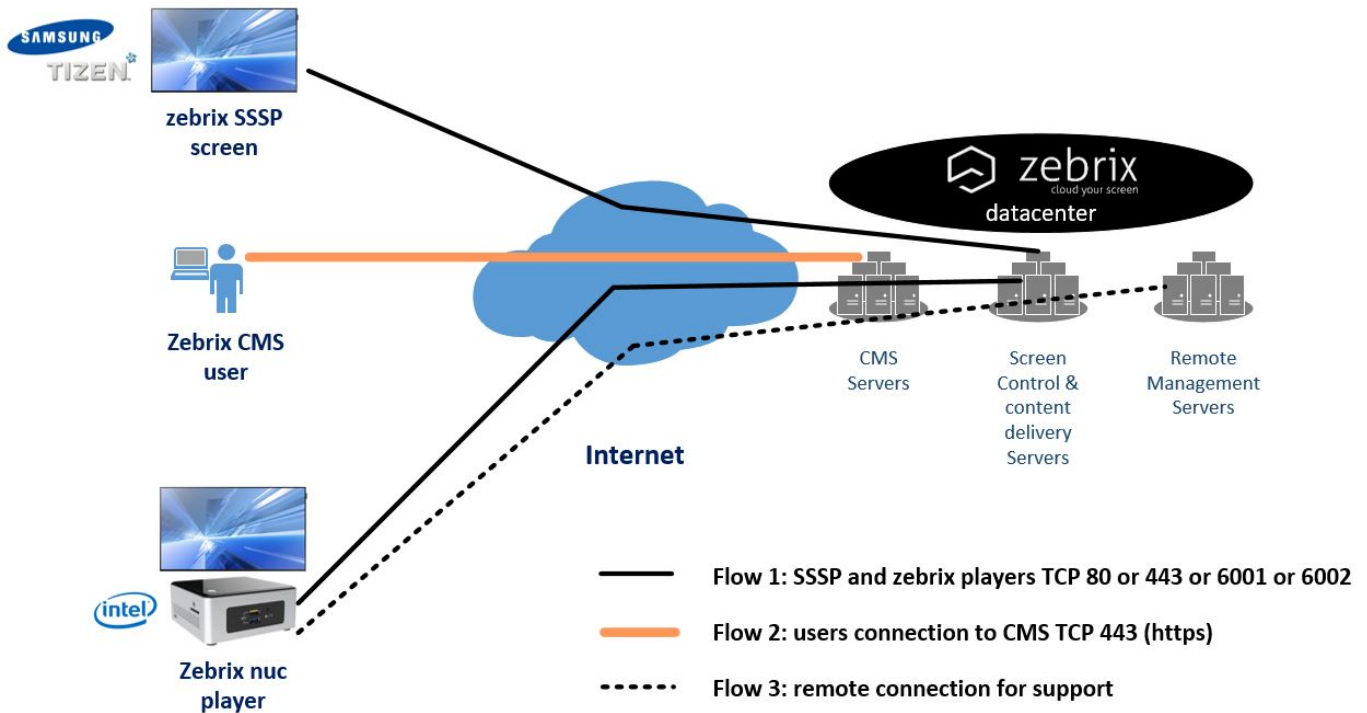 SAMSUNG
TIZEN
zebrix SSSP
screen
zebrix
cloud your screen
datacenter
Zebrix CMS
user
CMS
Servers
Screen
Control &
content
delivery
Servers
Remote
Management
Servers
Internet
intel
Zebrix nuc
player
Flow 1: SSSP and zebrix players TCP 80 or 443 or 6001 or 6002
Flow 2: users connection to CMS TCP 443 (https)
Flow 3: remote connection for support